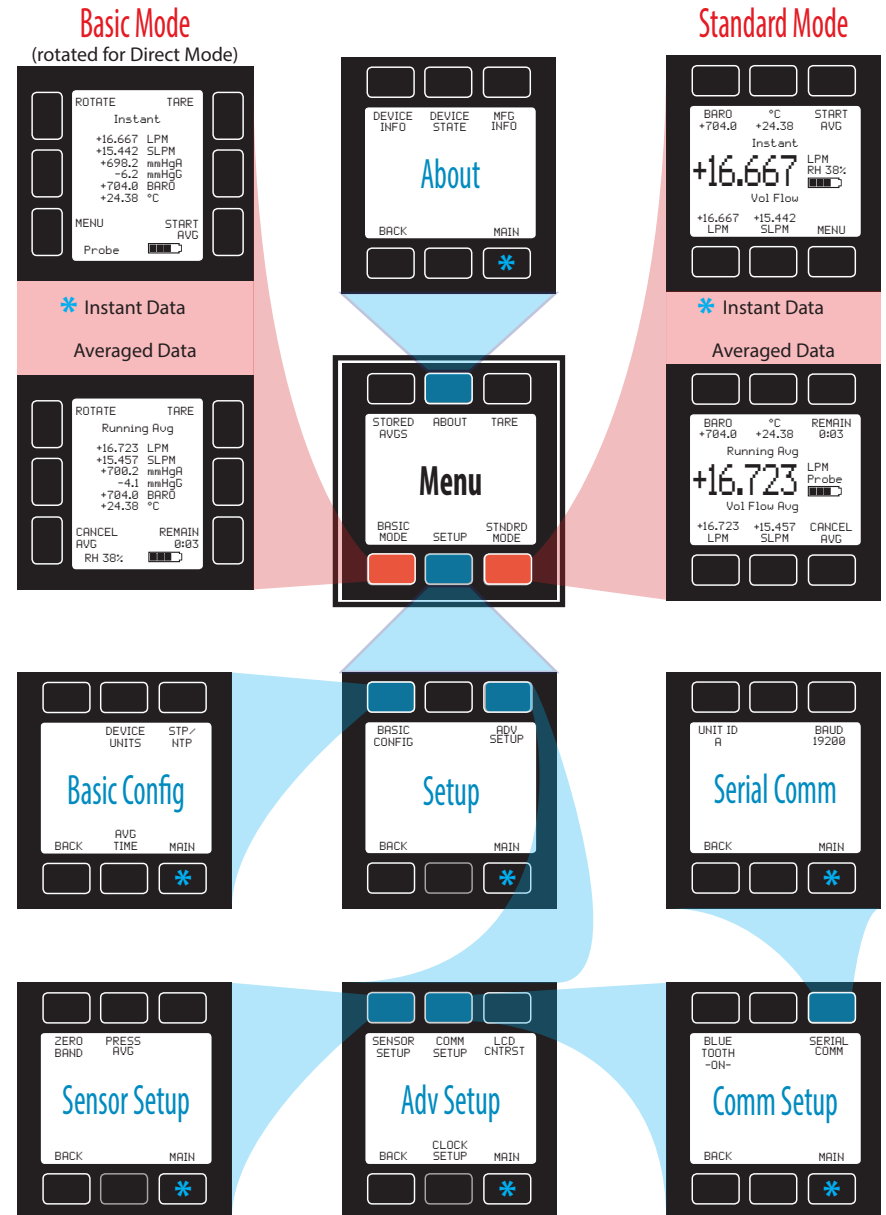 Basic Mode
(rotated for Direct Mode)
ROTATE TARE
Instant
+16.667 LPM
+15.442 SLPM
+698.2 mmHgA
-6.2 mmHgG
+704.0 BARO
+24.38 °C
MENU START
AVG
Probe
* Instant Data
Averaged Data
ROTATE TARE
Running Avg
+16.723 LPM
+15.457 SLPM
+700.2 mmHgA
-4.1 mmHgG
+704.0 BARO
+24.38 °C
CANCEL REMAIN
AVG 0:03
RH 38%
DEVICE DEVICE MFG
INFO STATE INFO
About
BACK MAIN
*
STORED ABOUT TARE
AVGS
Menu
BASIC STNDRD
MODE SETUP MODE
Standard Mode
BARO °C START
+704.0 +24.38 AVG
Instant
+16.667 LPM
RH 38%
Vol Flow
+16.667 +15.442
LPM SLPM MENU
* Instant Data
Averaged Data
BARO °C REMAIN
+704.0 +24.38 0:03
Running Avg
+16.723 LPM
Probe
Vol Flow Avg
+16.723 +15.457 CANCEL
LPM SLPM AVG
DEVICE STP/
UNITS NTP
Basic Config
AVG
BACK TIME MAIN
*
BASIC ADV
CONFIG SETUP
Setup
BACK MAIN
*
UNIT ID BAUD
A 19200
Serial Comm
BACK MAIN
*
ZERO PRESS
BAND AVG
Sensor Setup
BACK MAIN
*
SENSOR COMM LCD
SETUP SETUP CNTRST
Adv Setup
CLOCK
BACK SETUP MAIN
*
BLUE SERIAL
TOOTH COMM
-ON-
Comm Setup
BACK MAIN
*